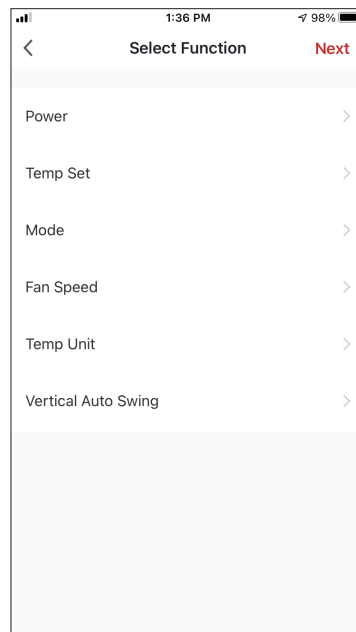 1:36 PM 98%
Select Function Next
Power
Temp Set
Mode
Fan Speed
Temp Unit
Vertical Auto Swing